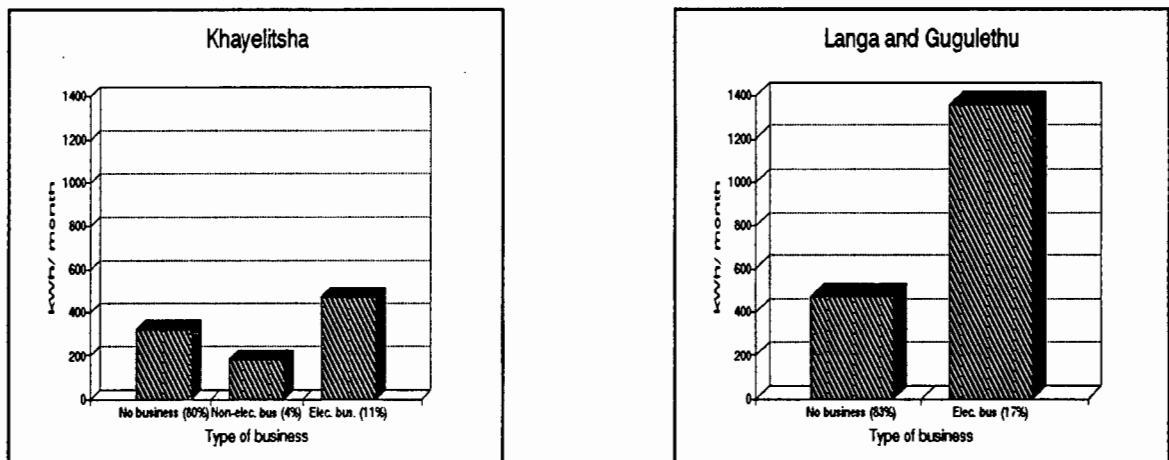 Khayelitsha
1400
1200
1000
800
600
400
200
0
kWh/ month
No business (80%) Non-elec. bus (4%) Elec. bus. (11%)
Type of business
Langa and Gugulethu
1400
1200
1000
800
600
400
200
0
kWh/ month
No business (83%) Elec. bus (17%)
Type of business